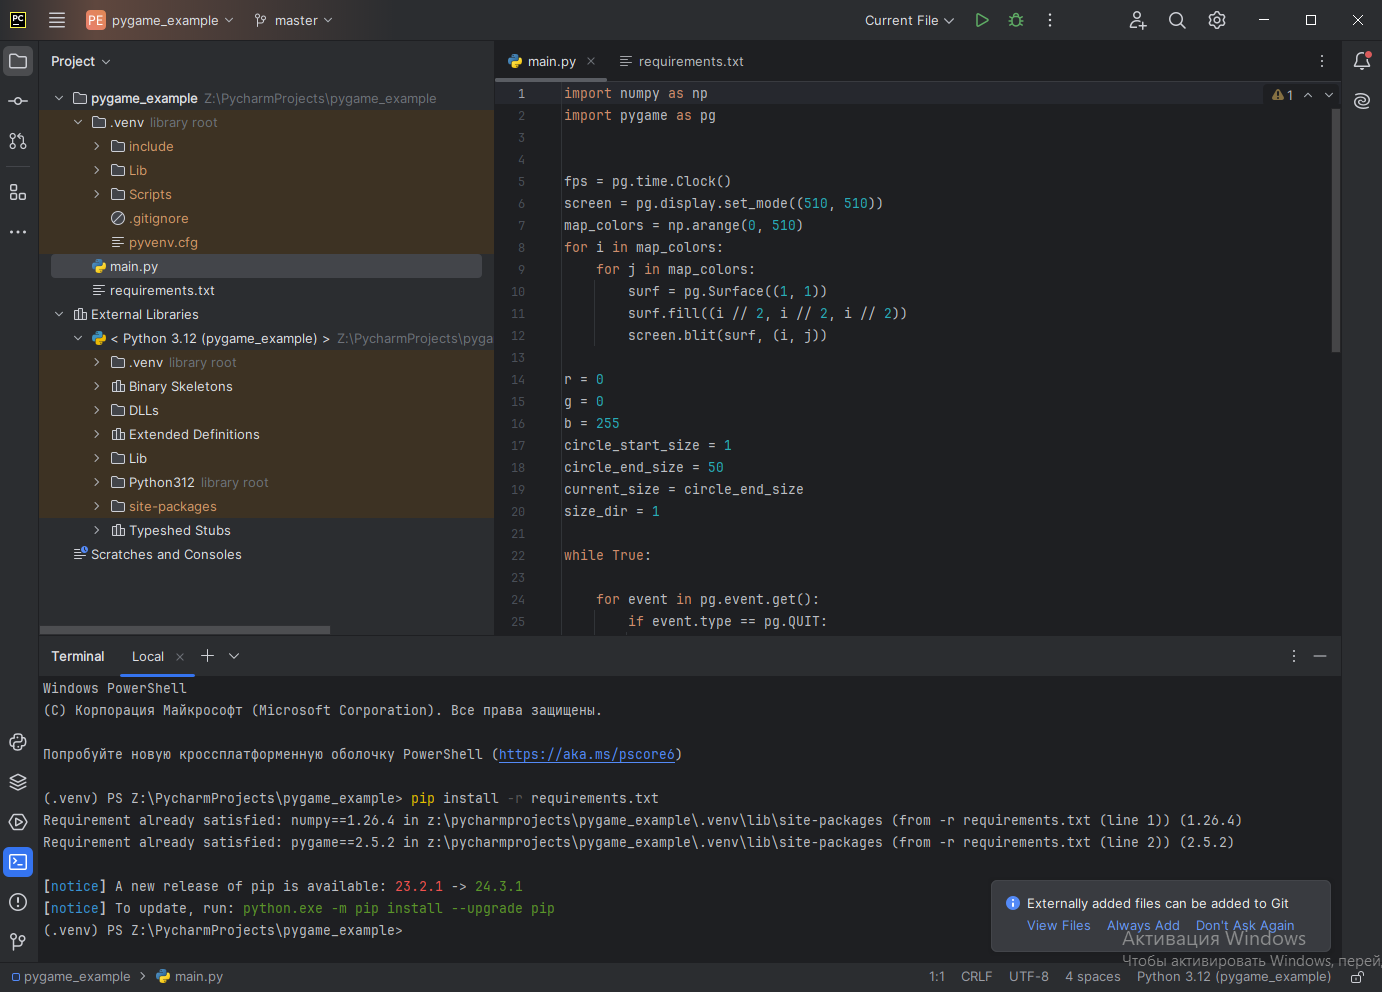 PC
PE pygame_example master Current File
Project
main.py requirements.txt
pygame_example Z:\PycharmProjects\pygame_example
.venv library root
include
Lib
Scripts
.gitignore
pyvenv.cfg
main.py
requirements.txt
External Libraries
< Python 3.12 (pygame_example) > Z:\PycharmProjects\pyga
.venv library root
Binary Skeletons
DLLs
Extended Definitions
Lib
Python312 library root
site-packages
Typeshed Stubs
Scratches and Consoles
1 import numpy as np
1
2 import pygame as pg
3
4
5 fps = pg.time.Clock()
6 screen = pg.display.set_mode((510, 510))
7 map_colors = np.arange(0, 510)
8 for i in map_colors:
9 for j in map_colors:
10 surf = pg.Surface((1, 1))
11 surf.fill((i // 2, i // 2, i // 2))
12 screen.blit(surf, (i, j))
13
14 r = 0
15 g = 0
16 b = 255
17 circle_start_size = 1
18 circle_end_size = 50
19 current_size = circle_end_size
20 size_dir = 1
21
22 while True:
23
24 for event in pg.event.get():
25 if event.type == pg.QUIT:
Terminal Local
Windows PowerShell
(C) Корпорация Майкрософт (Microsoft Corporation). Все права защищены.
Попробуйте новую кроссплатформенную оболочку PowerShell (https://aka.ms/pscore6)
(.venv) PS Z:\PycharmProjects\pygame_example> pip install -r requirements.txt
Requirement already satisfied: numpy==1.26.4 in z:\pycharmprojects\pygame_example\.venv\lib\site-packages (from -r requirements.txt (line 1)) (1.26.4)
Requirement already satisfied: pygame==2.5.2 in z:\pycharmprojects\pygame_example\.venv\lib\site-packages (from -r requirements.txt (line 2)) (2.5.2)
[notice] A new release of pip is available: 23.2.1 -> 24.3.1
[notice] To update, run: python.exe -m pip install --upgrade pip
(.venv) PS Z:\PycharmProjects\pygame_example>
Externally added files can be added to Git
View Files Always Add Don't Ask Again
Активация Windows
Чтобы активировать Windows, перей
pygame_example > main.py
1:1 CRLF UTF-8 4 spaces Python 3.12 (pygame_example)